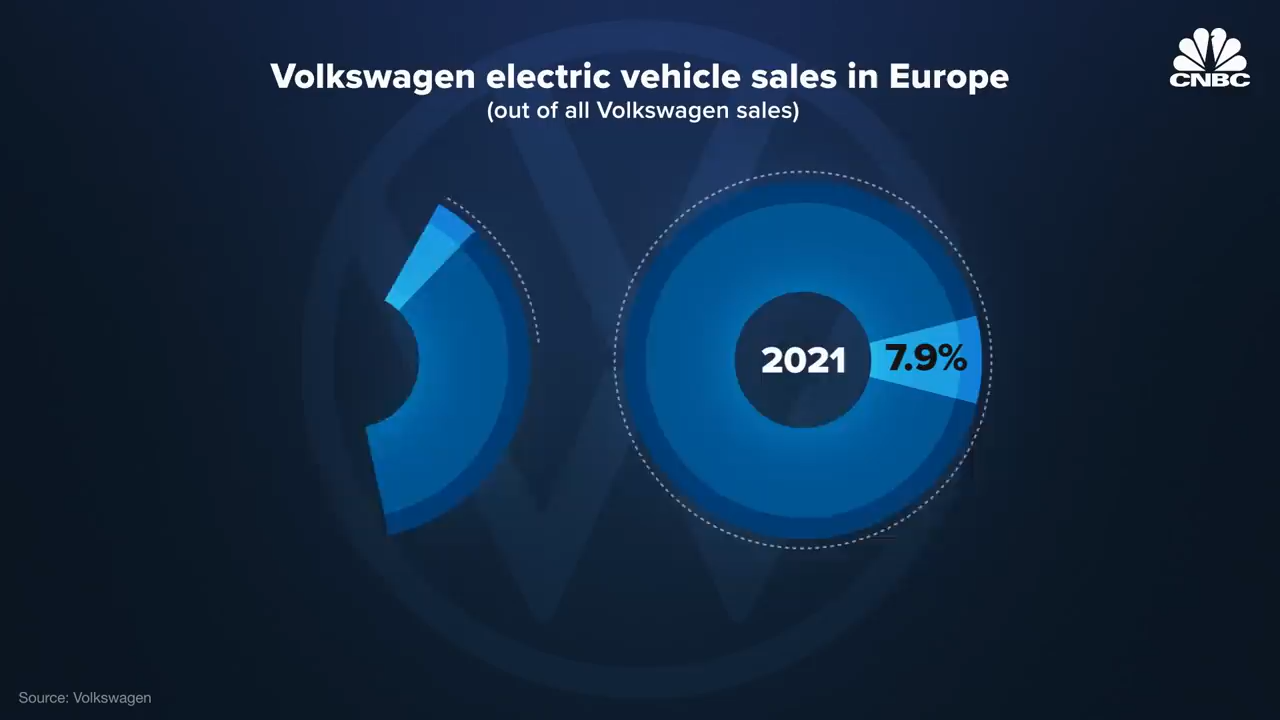 Volkswagen electric vehicle sales in Europe
(out of all Volkswagen sales)
CNBC
2021
7.9%
Source: Volkswagen